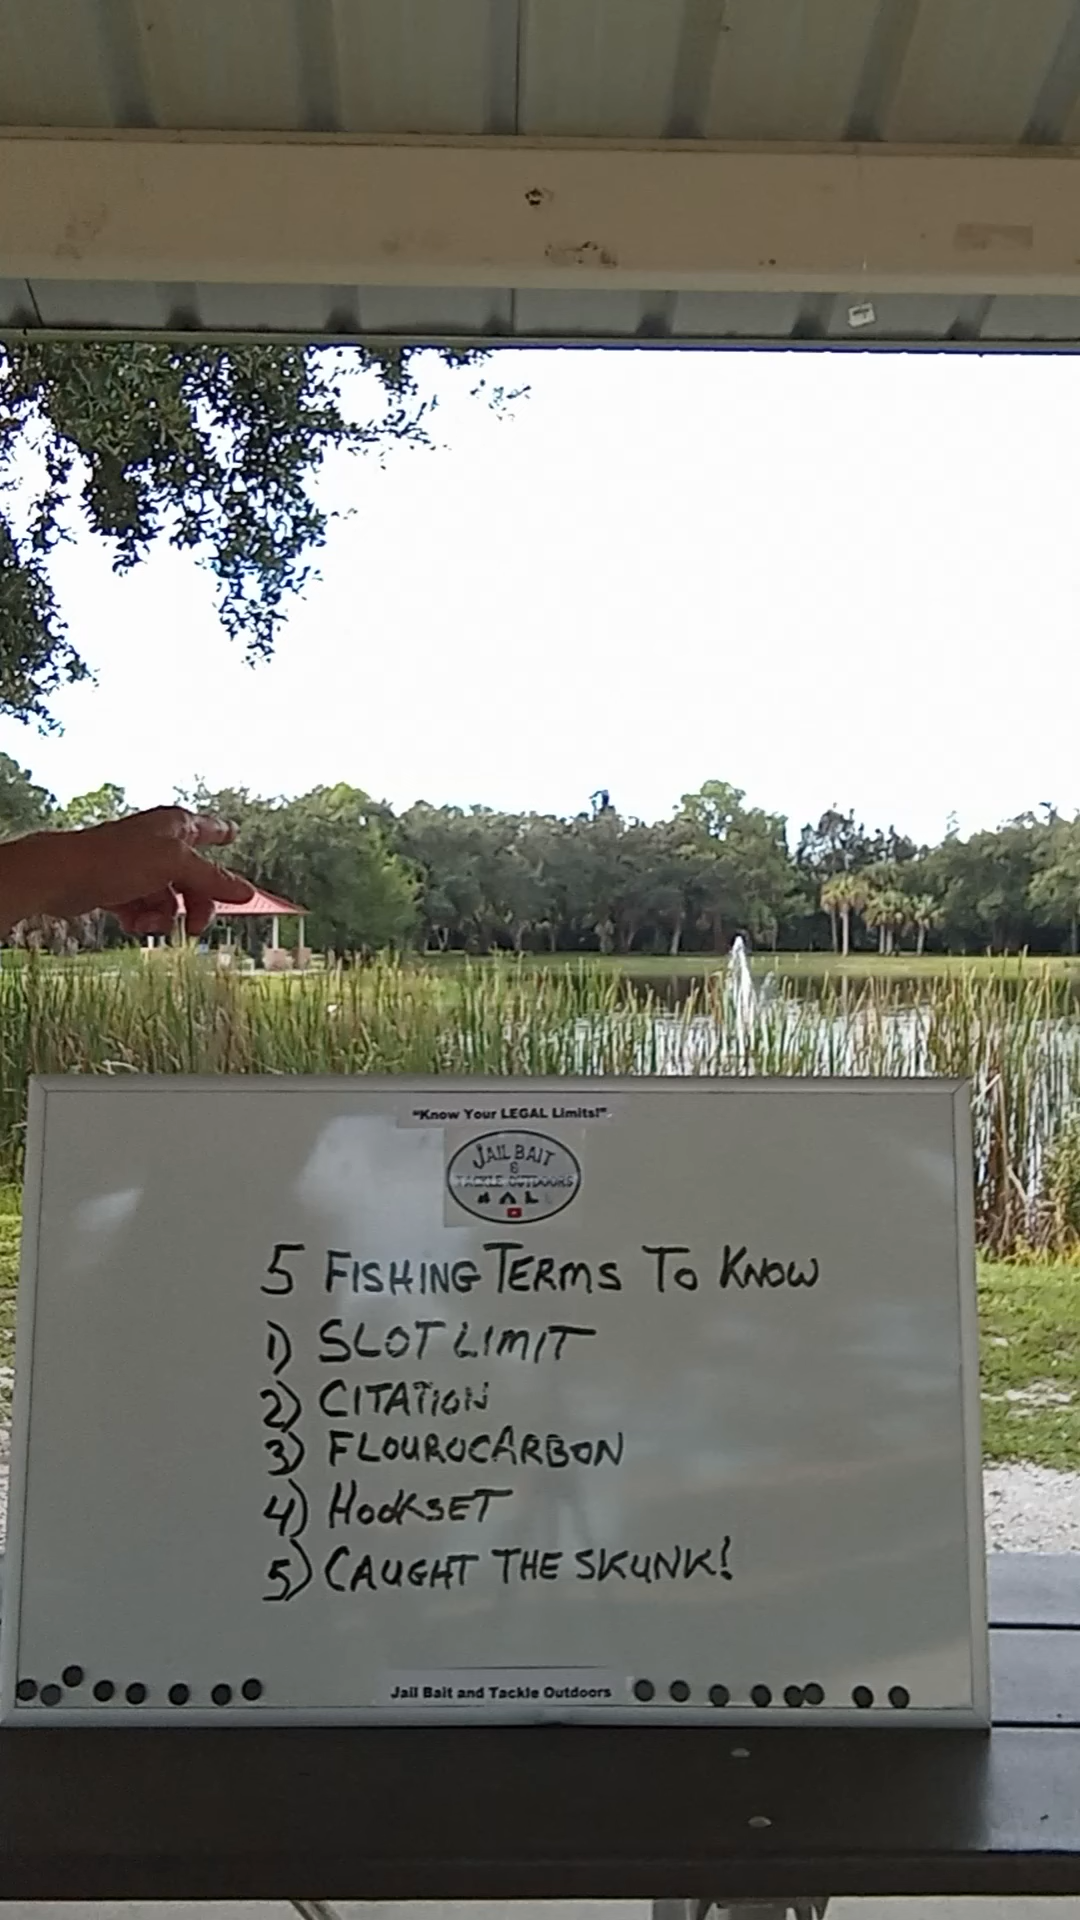 "Know Your LEGAL Limits!"
JAIL BAIT
&
TACKLE OUTDOORS
5 FISHING TERMS TO KNOW
1) SLOT LIMIT
2) CITATION
3) FLOUROCARBON
4) HOOKSET
5) CAUGHT THE SKUNK!
Jail Bait and Tackle Outdoors